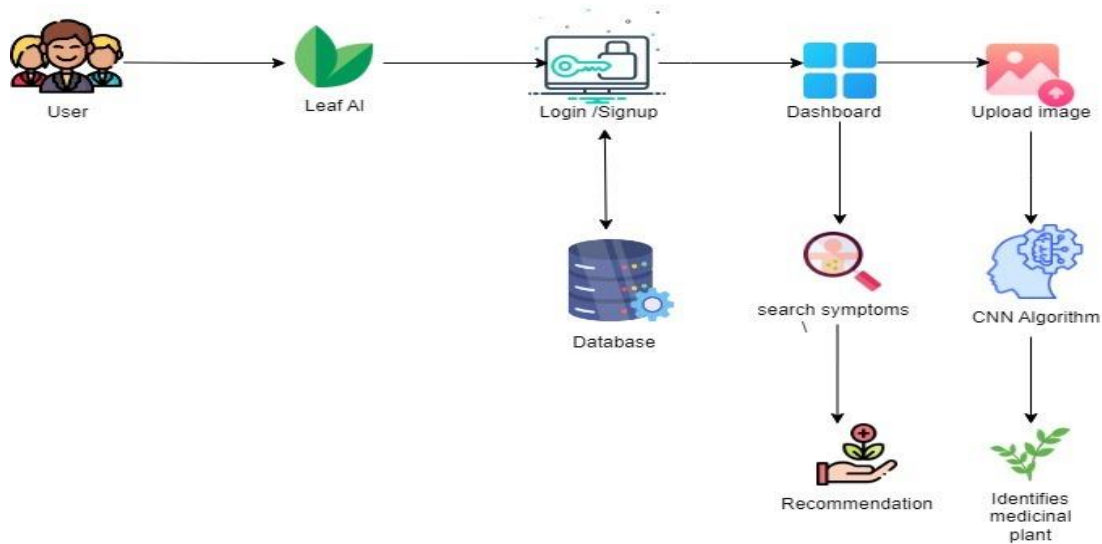 User
Leaf AI
Login /Signup
Dashboard
Upload image
Database
search symptoms
\
CNN Algorithm
Recommendation
Identifies
medicinal
plant